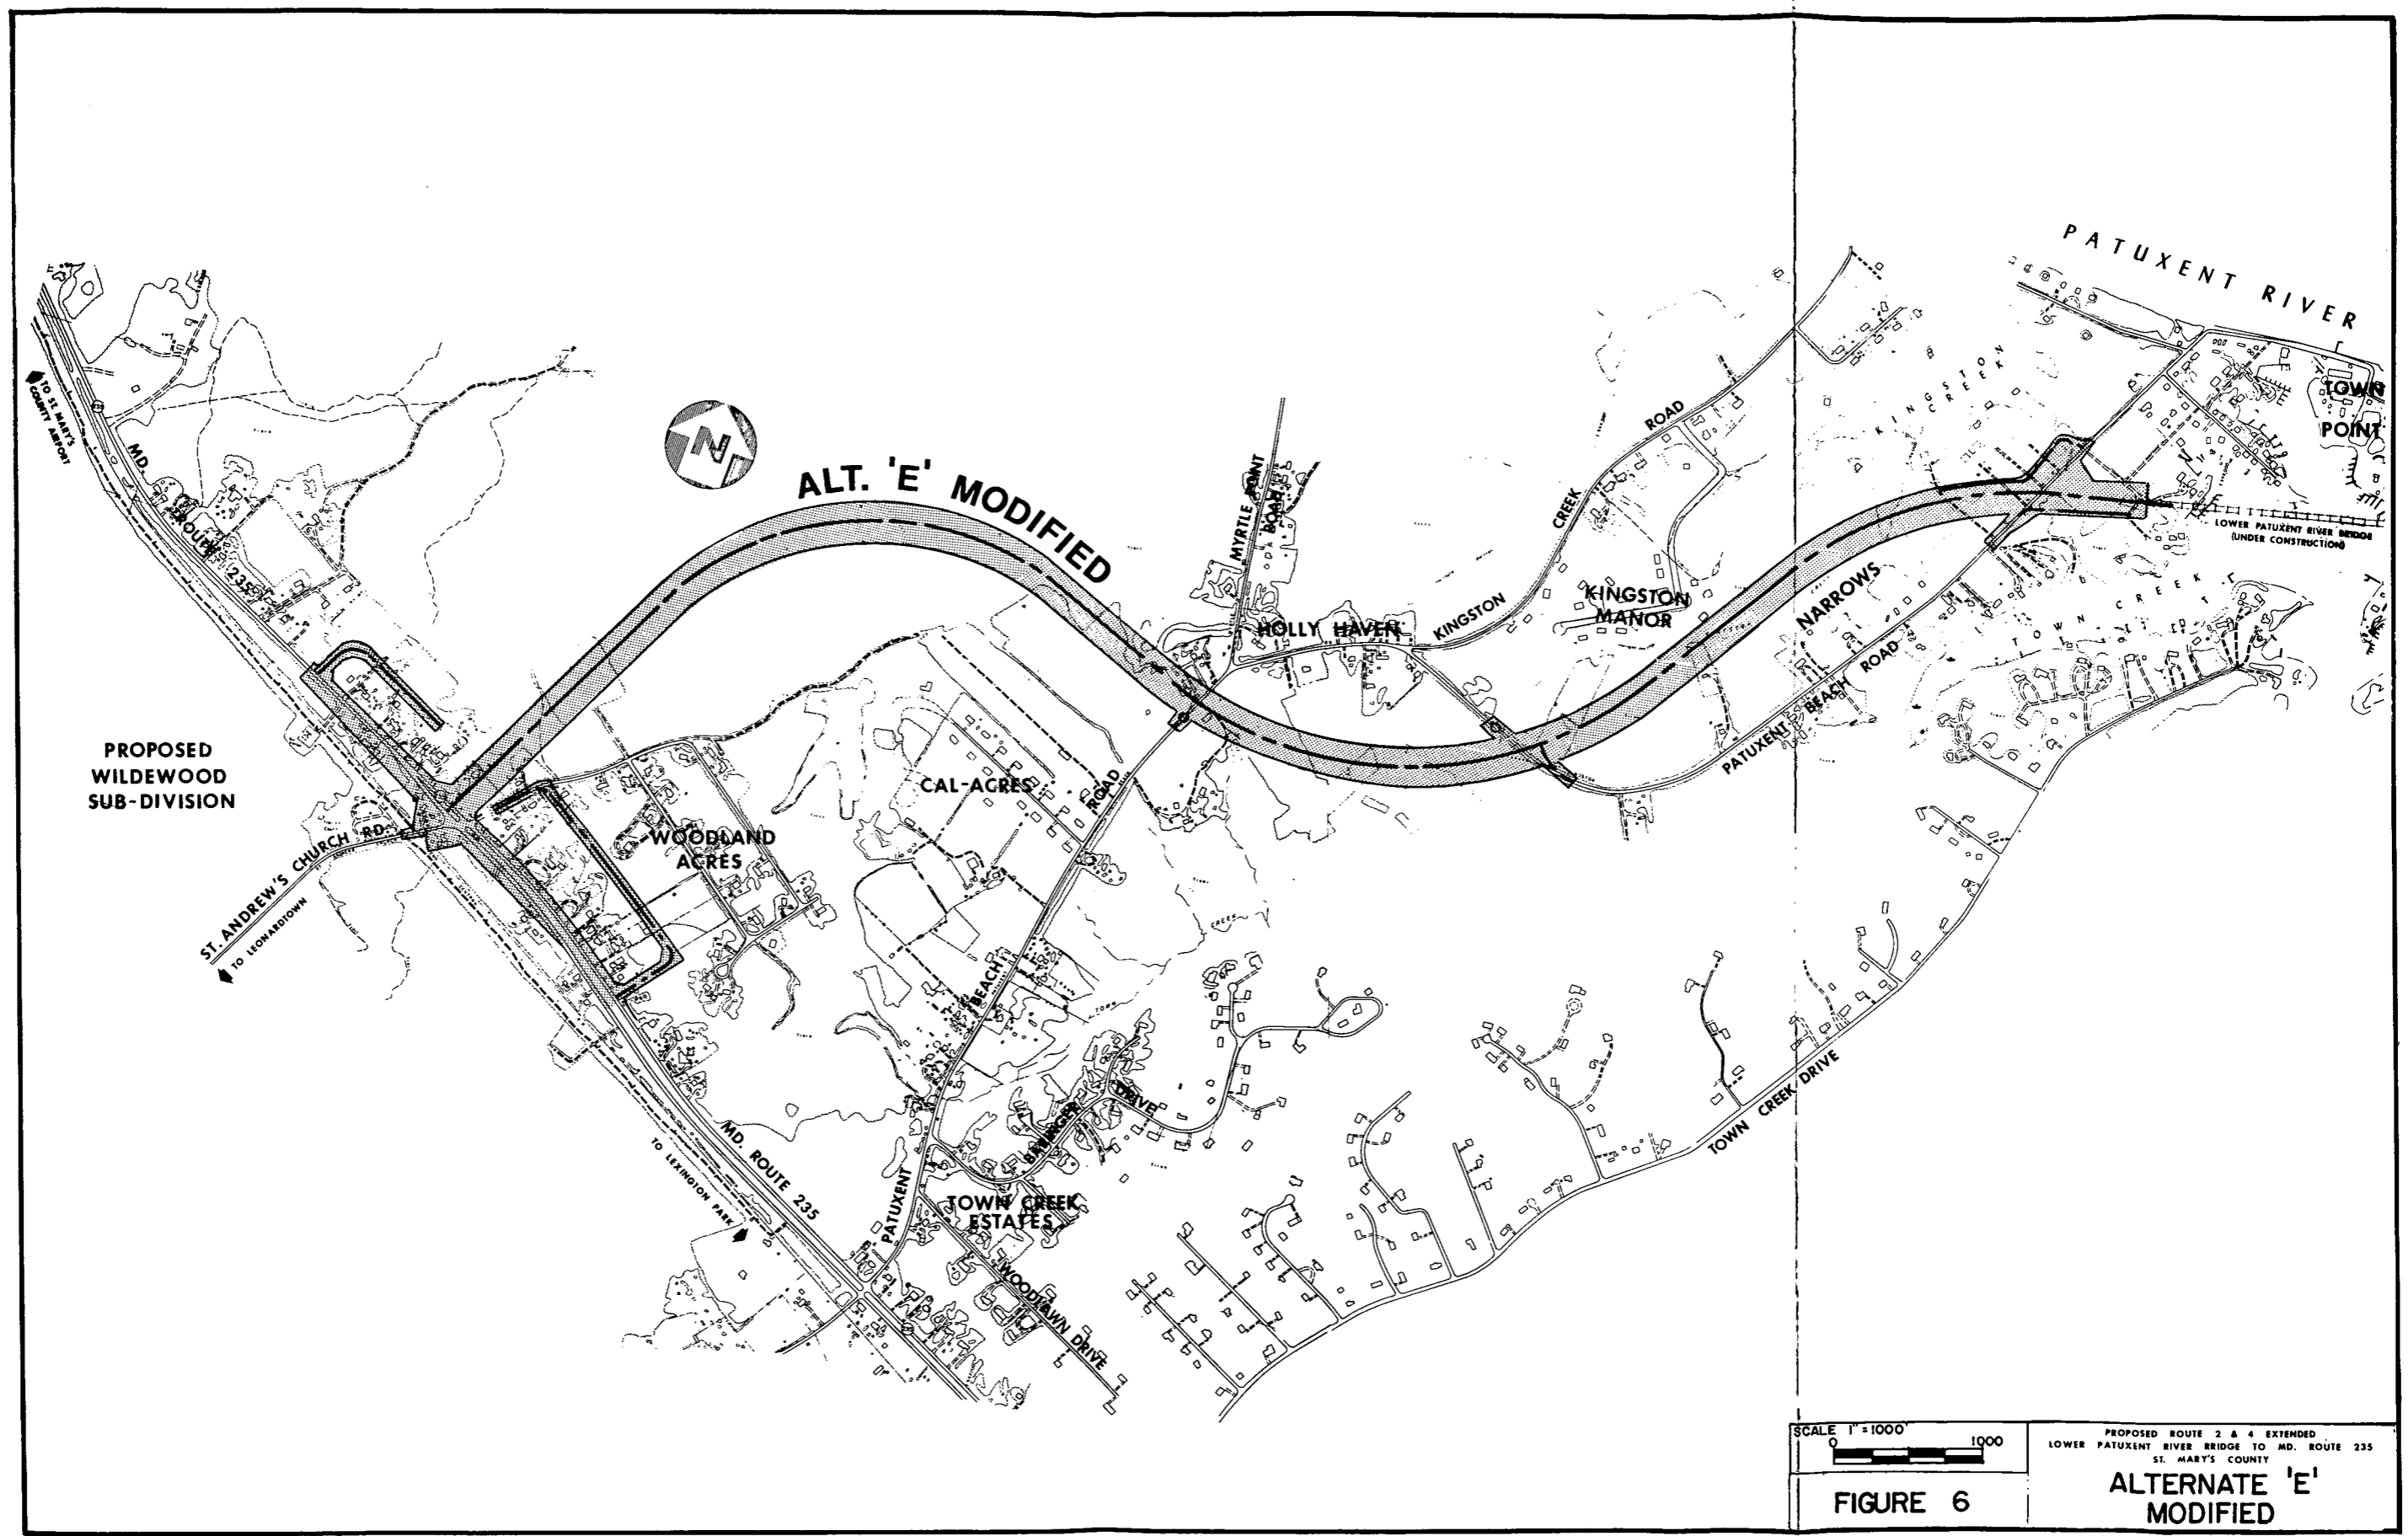 PATUXENT RIVER
TO ST. MARY'S
COUNTY AIRPORT
235
MD.
ROUTE
235
N
ALT. 'E' MODIFIED
MYRTLE POINT
ROAD
KINGSTON
CREEK
ROAD
KINGSTON
CREEK
TOWN
POINT
LOWER PATUXENT RIVER BRIDGE
(UNDER CONSTRUCTION)
HOLLY HAVEN
KINGSTON
MANOR
NARROWS
TOWN CREEK
PATUXENT BEACH ROAD
PROPOSED
WILDEWOOD
SUB-DIVISION
ST. ANDREW'S CHURCH RD.
TO LEONARDTOWN
WOODLAND
ACRES
CAL-ACRES
ROAD
BEACH
PATUXENT
CREEK
TOWN
MD. ROUTE 235
TO LEXINGTON PARK
DRIVE
TOWN CREEK
ESTATES
WOODLAWN DRIVE
TOWN CREEK DRIVE
SCALE 1"=1000'
0 1000
FIGURE 6
PROPOSED ROUTE 2 & 4 EXTENDED
LOWER PATUXENT RIVER BRIDGE TO MD. ROUTE 235
ST. MARY'S COUNTY
ALTERNATE 'E'
MODIFIED